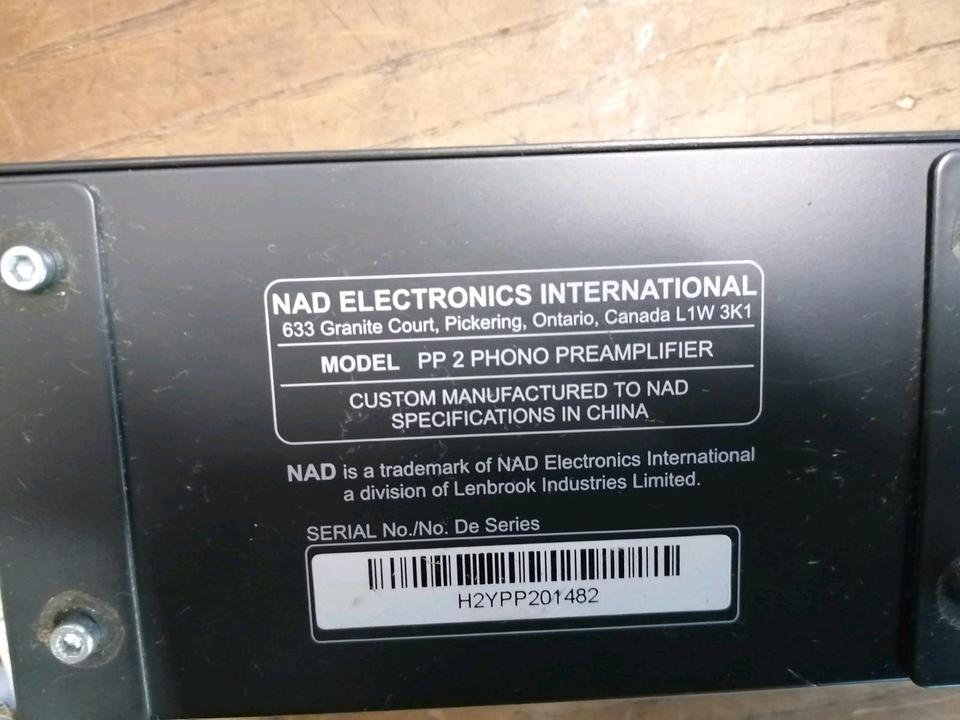 NAD ELECTRONICS INTERNATIONAL
633 Granite Court, Pickering, Ontario, Canada L1W 3K1
MODEL PP 2 PHONO PREAMPLIFIER
CUSTOM MANUFACTURED TO NAD
SPECIFICATIONS IN CHINA
NAD is a trademark of NAD Electronics International
a division of Lenbrook Industries Limited.
SERIAL No./No. De Series
H2YPP201482